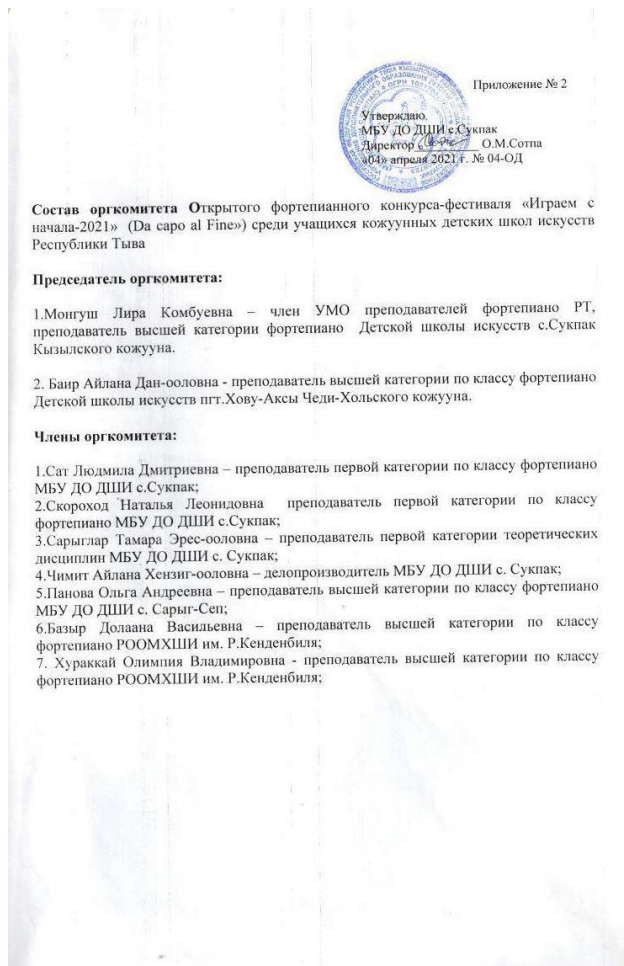 Приложение № 2
Утверждаю
МБУ ДО ДШИ с.Сукпак
Директор О.М.Сотпа
«04» апреля 2021 г. № 04-ОД
Состав оргкомитета Открытого фортепианного конкурса-фестиваля «Играем с
начала-2021» (Da capo al Fine») среди учащихся кожуунных детских школ искусств
Республики Тыва
Председатель оргкомитета:
1.Монгуш Лира Комбуевна – член УМО преподавателей фортепиано РТ,
преподаватель высшей категории фортепиано Детской школы искусств с.Сукпак
Кызылского кожууна.
2. Баир Айлана Дан-ооловна - преподаватель высшей категории по классу фортепиано
Детской школы искусств пгт.Хову-Аксы Чеди-Хольского кожууна.
Члены оргкомитета:
1.Сат Людмила Дмитриевна – преподаватель первой категории по классу фортепиано
МБУ ДО ДШИ с.Сукпак;
2.Скороход Наталья Леонидовна преподаватель первой категории по классу
фортепиано МБУ ДО ДШИ с.Сукпак;
3.Сарыглар Тамара Эрес-ооловна – преподаватель первой категории теоретических
дисциплин МБУ ДО ДШИ с. Сукпак;
4.Чимит Айлана Хензиг-ооловна – делопроизводитель МБУ ДО ДШИ с. Сукпак;
5.Панова Ольга Андреевна – преподаватель высшей категории по классу фортепиано
МБУ ДО ДШИ с. Сарыг-Сеп;
6.Базыр Долаана Васильевна – преподаватель высшей категории по классу
фортепиано РООМХШИ им. Р.Кенденбиля;
7. Хураккай Олимпия Владимировна - преподаватель высшей категории по классу
фортепиано РООМХШИ им. Р.Кенденбиля;